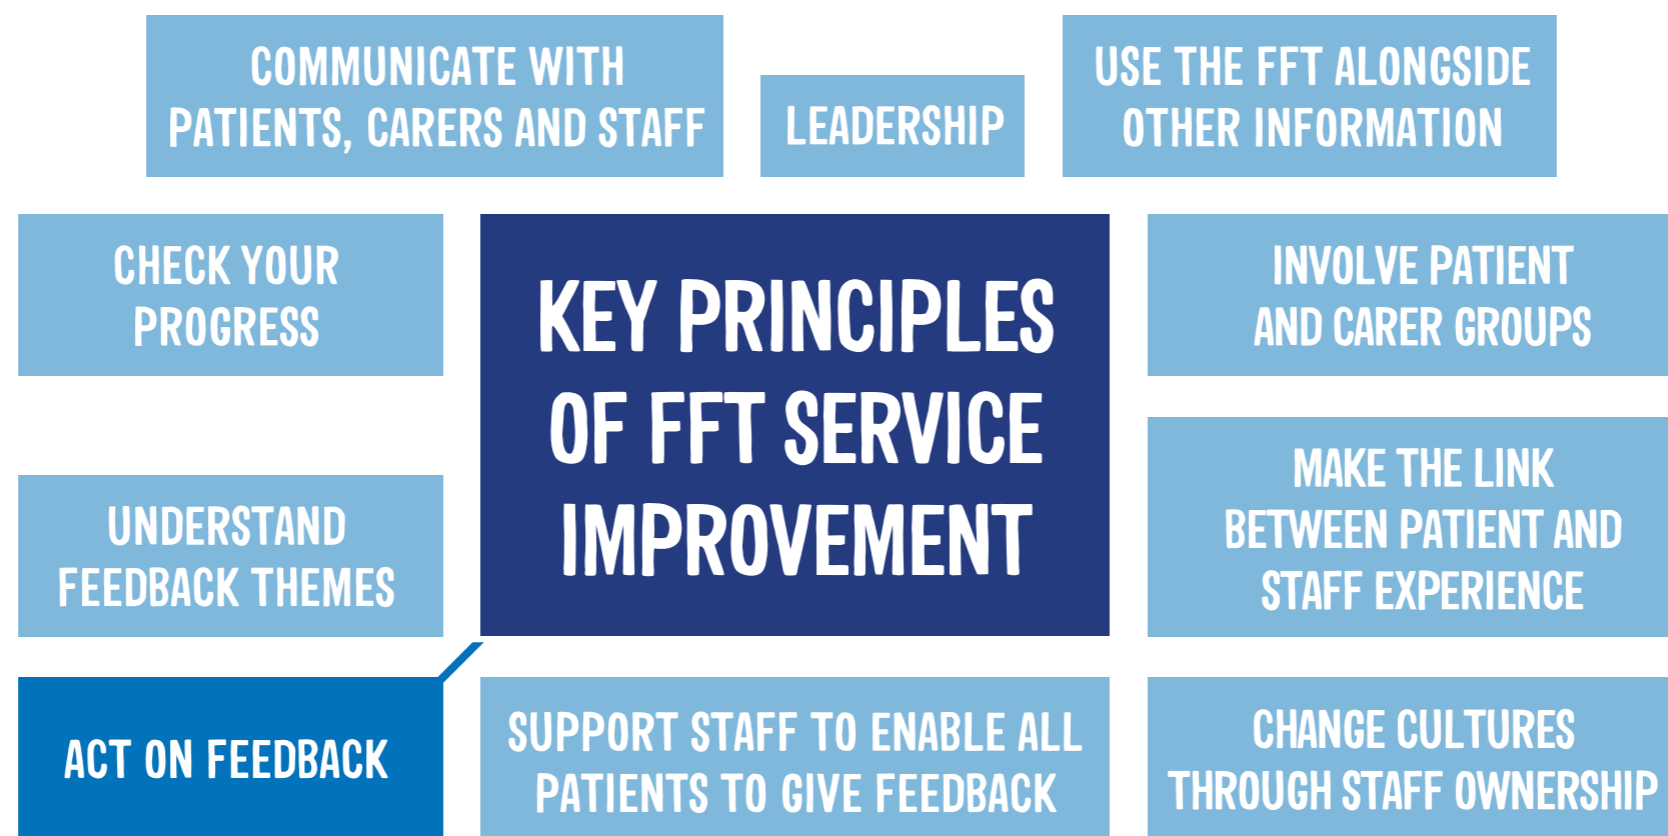 COMMUNICATE WITH
PATIENTS, CARERS AND STAFF
LEADERSHIP
USE THE FFT ALONGSIDE
OTHER INFORMATION
CHECK YOUR
PROGRESS
KEY PRINCIPLES
OF FFT SERVICE
IMPROVEMENT
INVOLVE PATIENT
AND CARER GROUPS
UNDERSTAND
FEEDBACK THEMES
MAKE THE LINK
BETWEEN PATIENT AND
STAFF EXPERIENCE
ACT ON FEEDBACK
SUPPORT STAFF TO ENABLE ALL
PATIENTS TO GIVE FEEDBACK
CHANGE CULTURES
THROUGH STAFF OWNERSHIP